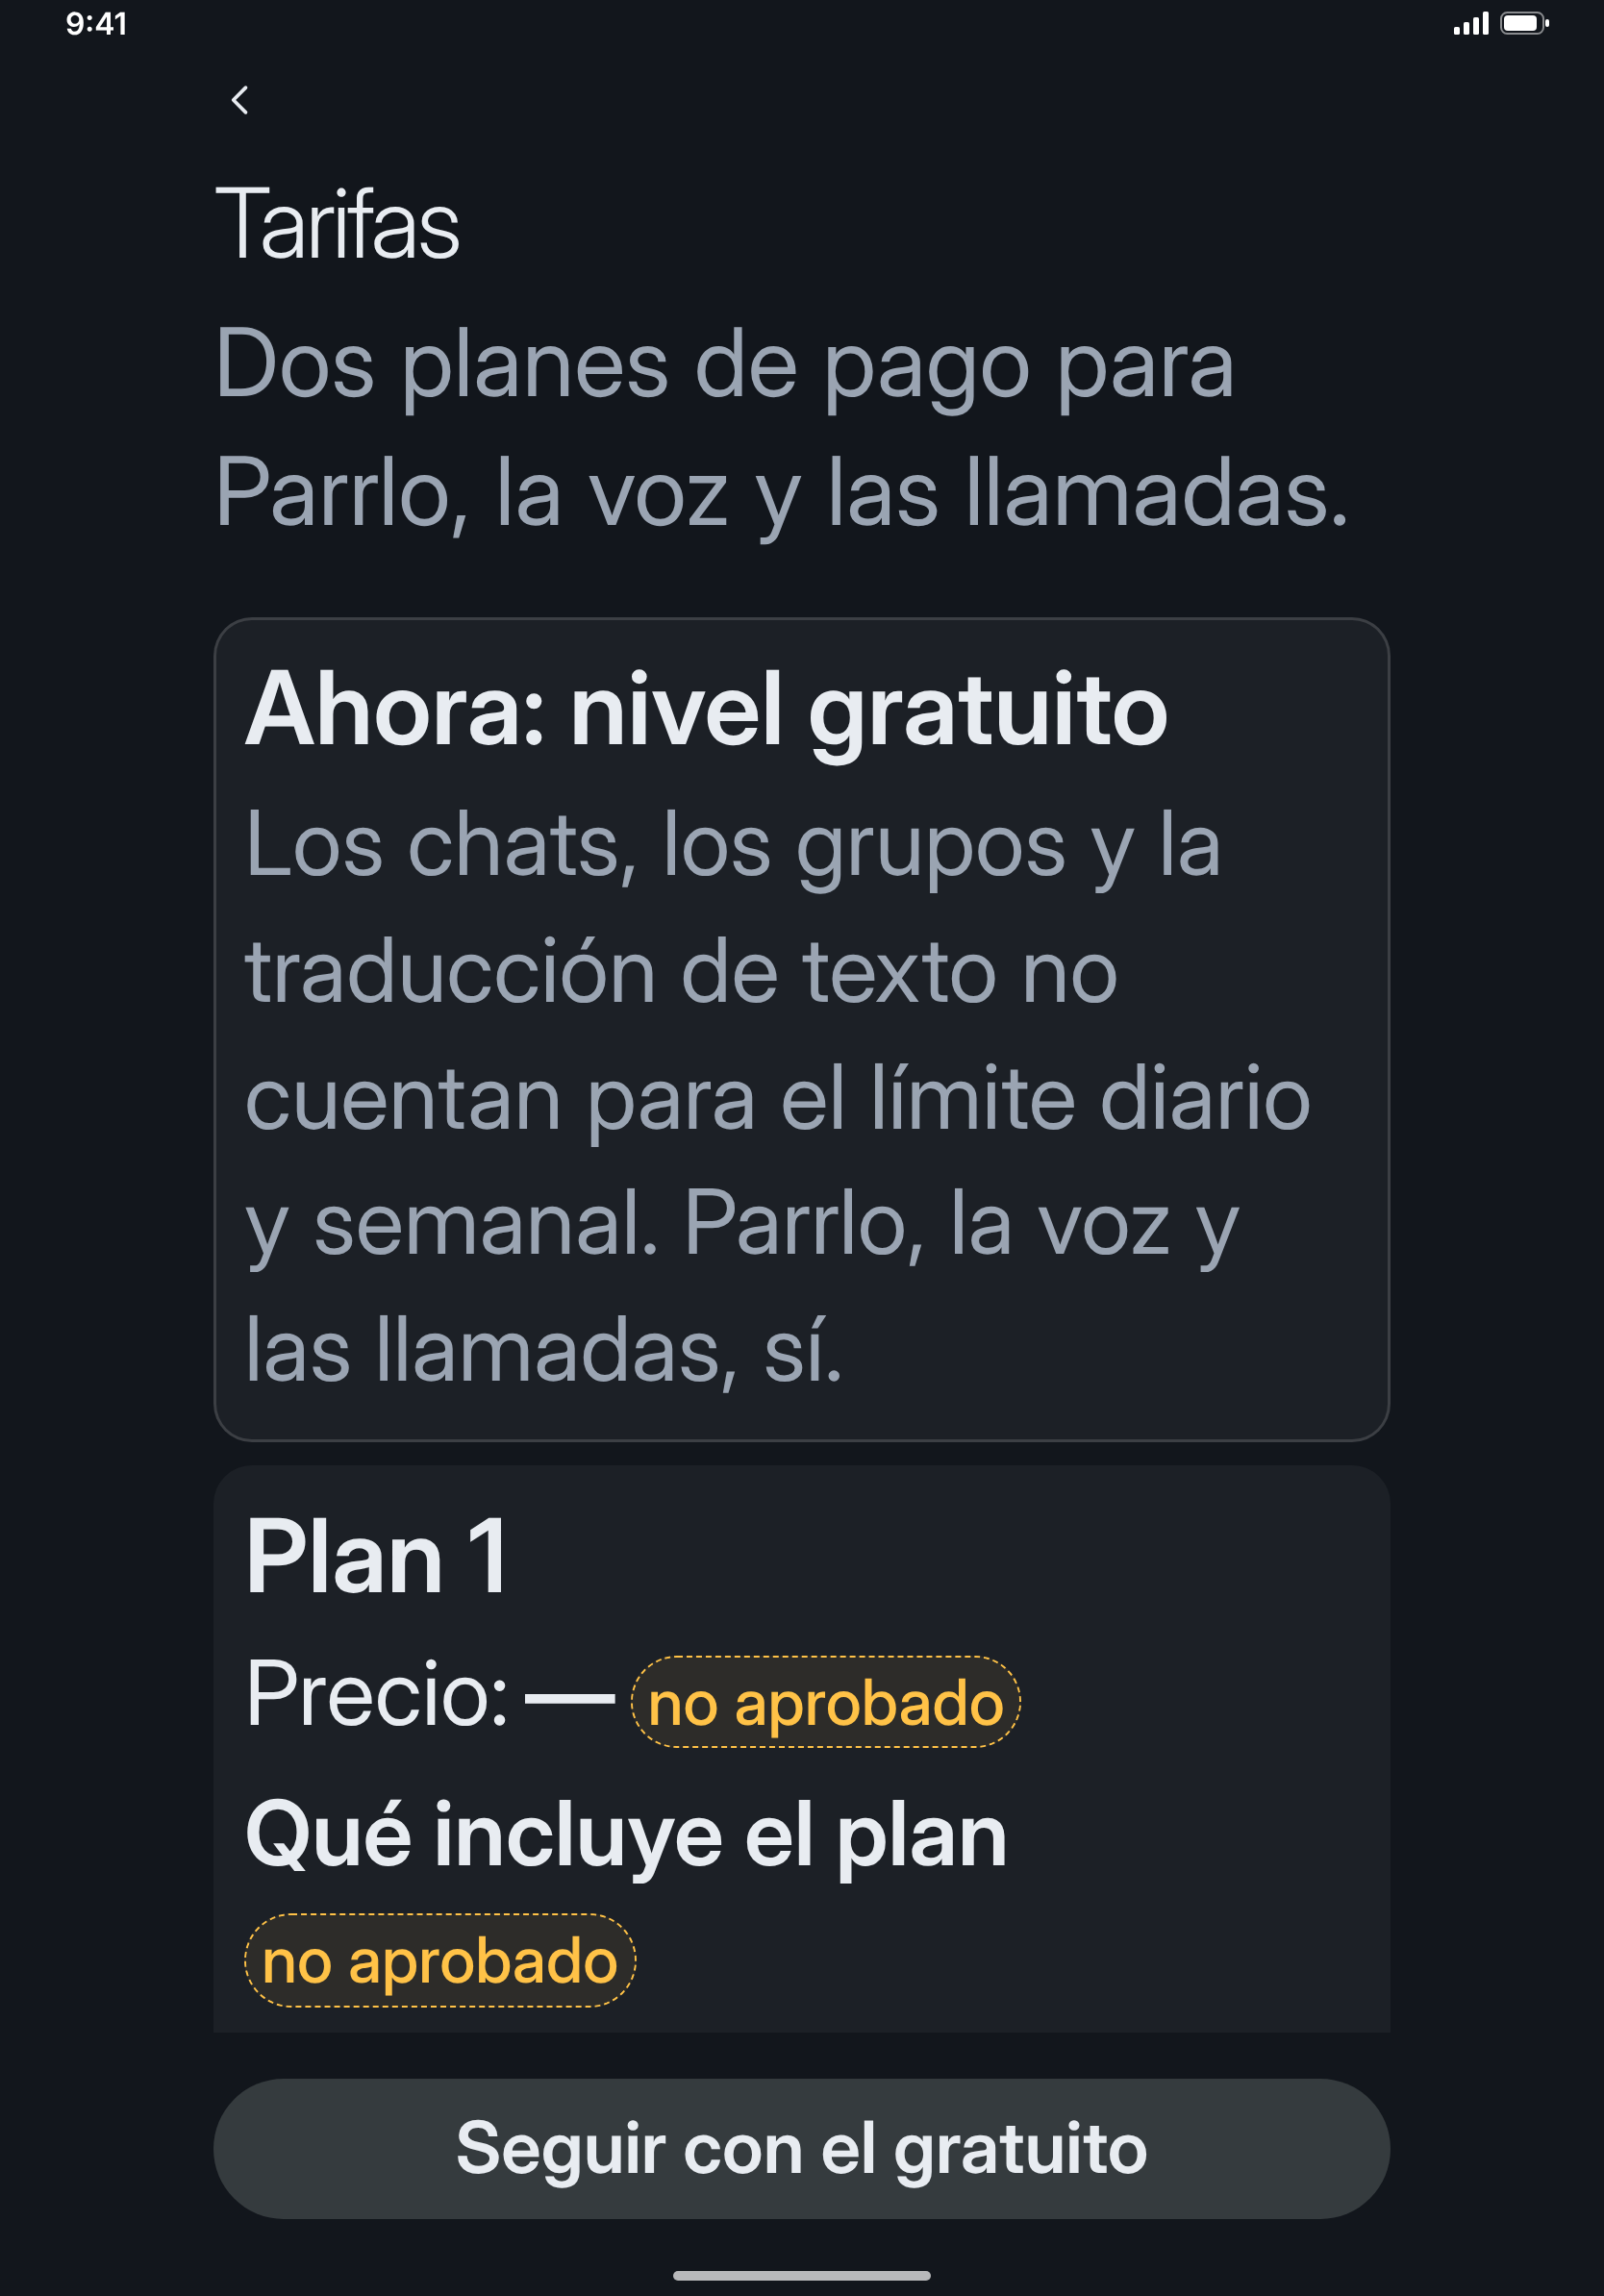 9:41
Tarifas
Dos planes de pago para
Parrlo, la voz y las llamadas.
Ahora: nivel gratuito
Los chats, los grupos y la
traducción de texto no
cuentan para el límite diario
y semanal. Parrlo, la voz y
las llamadas, sí.
Plan 1
Precio: — no aprobado
Qué incluye el plan
no aprobado
Seguir con el gratuito